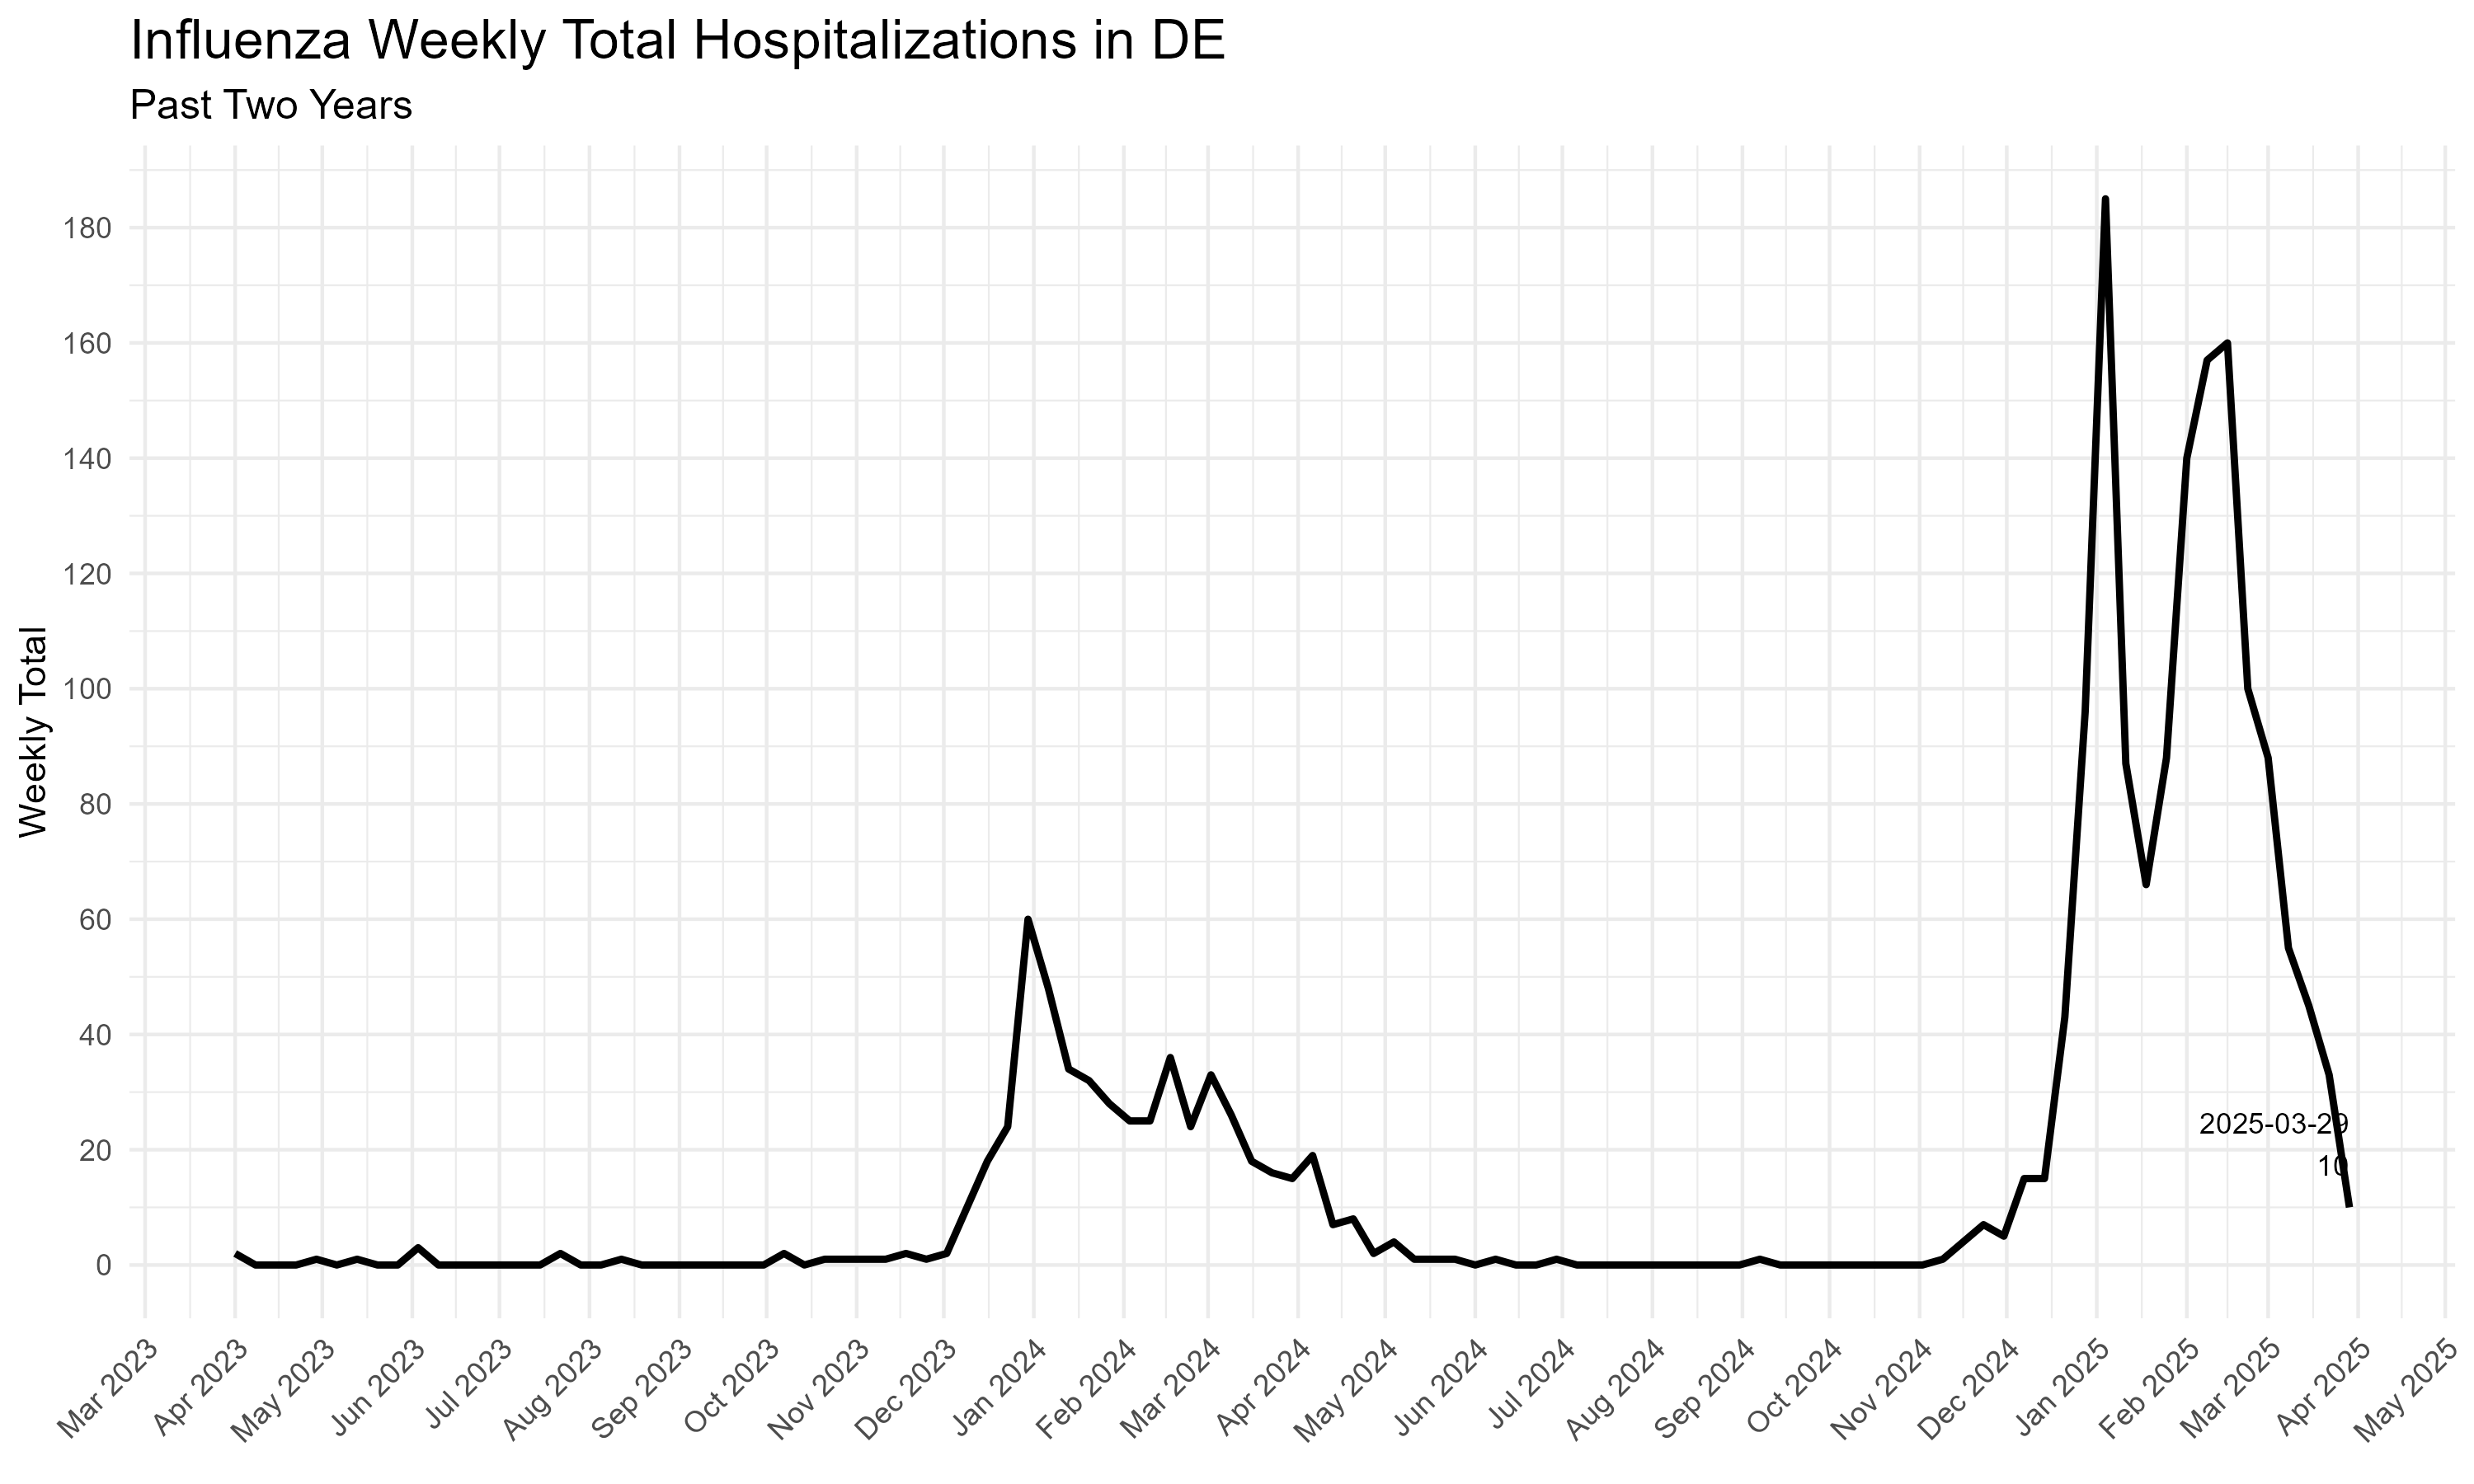 Influenza Weekly Total Hospitalizations in DE
Past Two Years
Weekly Total
180
160
140
120
100
80
60
40
20
0
2025-03-29
10
Mar 2023
Apr 2023
May 2023
Jun 2023
Jul 2023
Aug 2023
Sep 2023
Oct 2023
Nov 2023
Dec 2023
Jan 2024
Feb 2024
Mar 2024
Apr 2024
May 2024
Jun 2024
Jul 2024
Aug 2024
Sep 2024
Oct 2024
Nov 2024
Dec 2024
Jan 2025
Feb 2025
Mar 2025
Apr 2025
May 2025